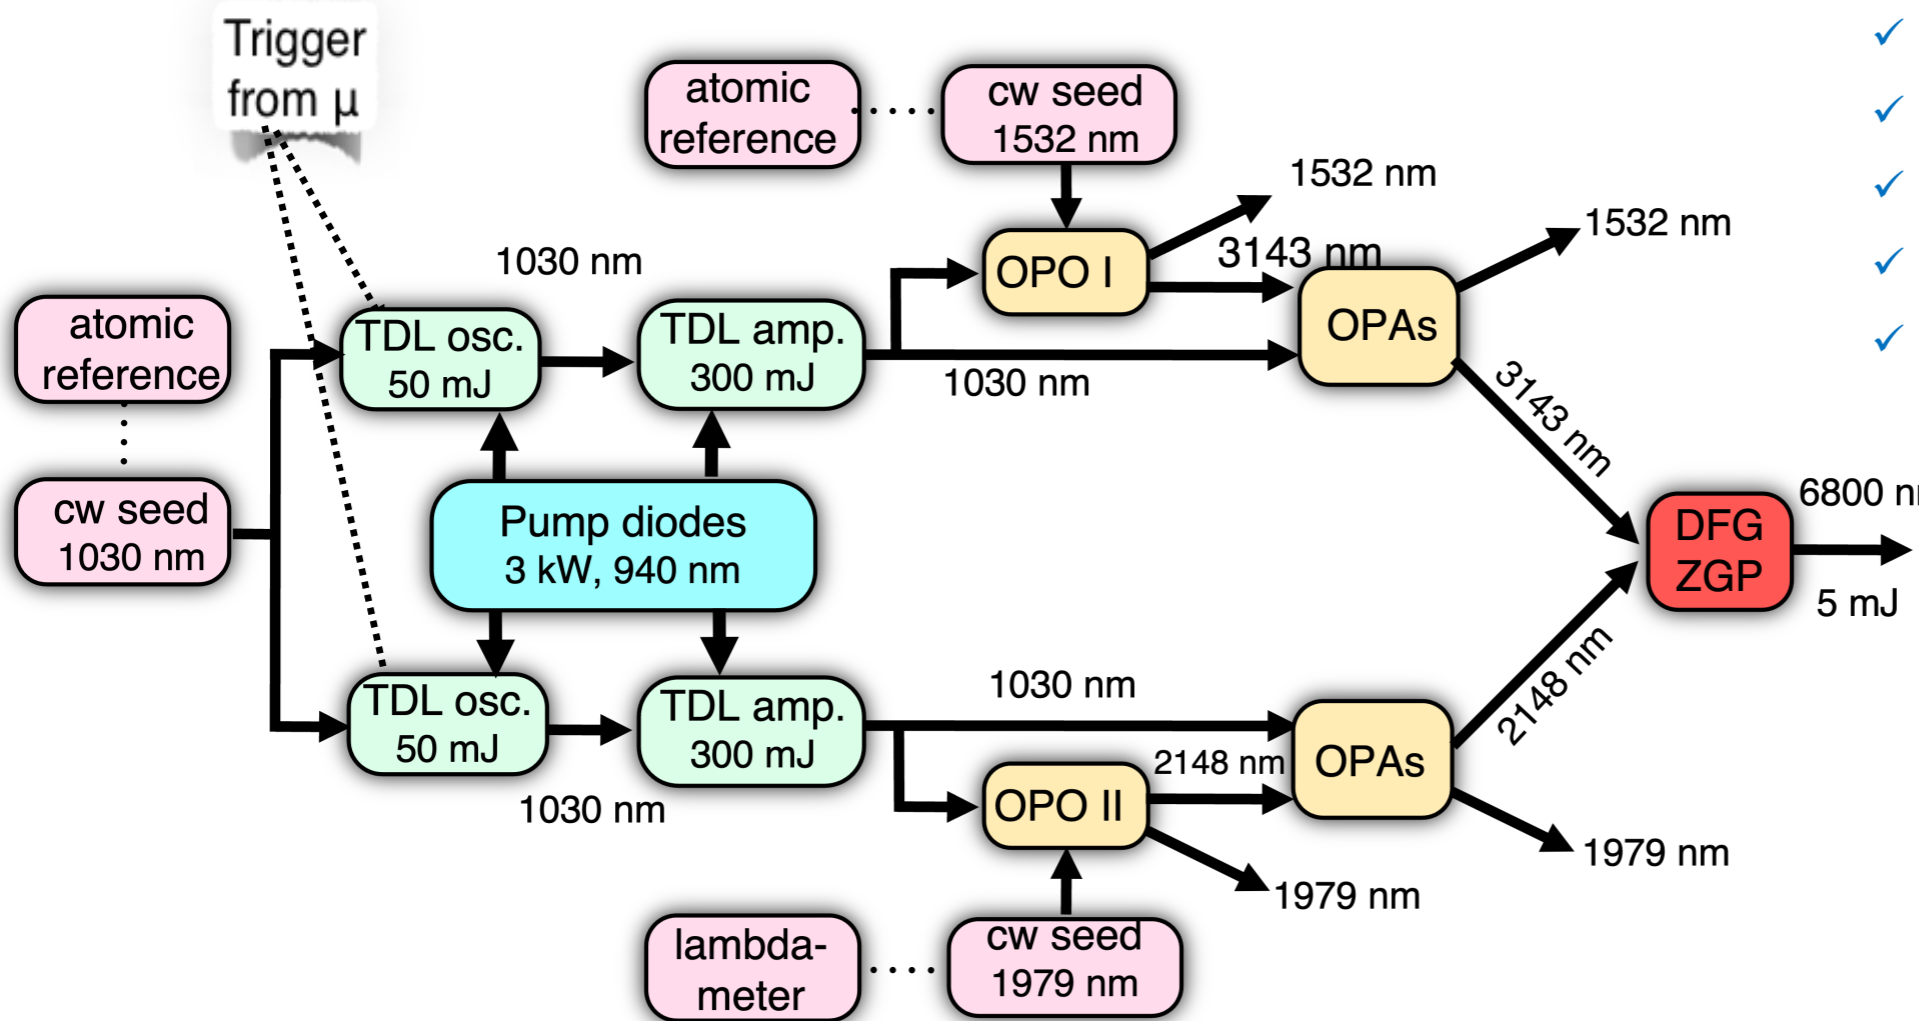 Trigger
from μ
atomic
reference
cw seed
1532 nm
1532 nm
1532 nm
1030 nm
OPO I
3143 nm
OPAs
atomic
reference
TDL osc.
50 mJ
TDL amp.
300 mJ
1030 nm
3143 nm
cw seed
1030 nm
Pump diodes
3 kW, 940 nm
DFG
ZGP
6800 n
5 mJ
TDL osc.
50 mJ
TDL amp.
300 mJ
1030 nm
1030 nm
2148 nm
OPO II
OPAs
2148 nm
1979 nm
1979 nm
lambda-
meter
cw seed
1979 nm